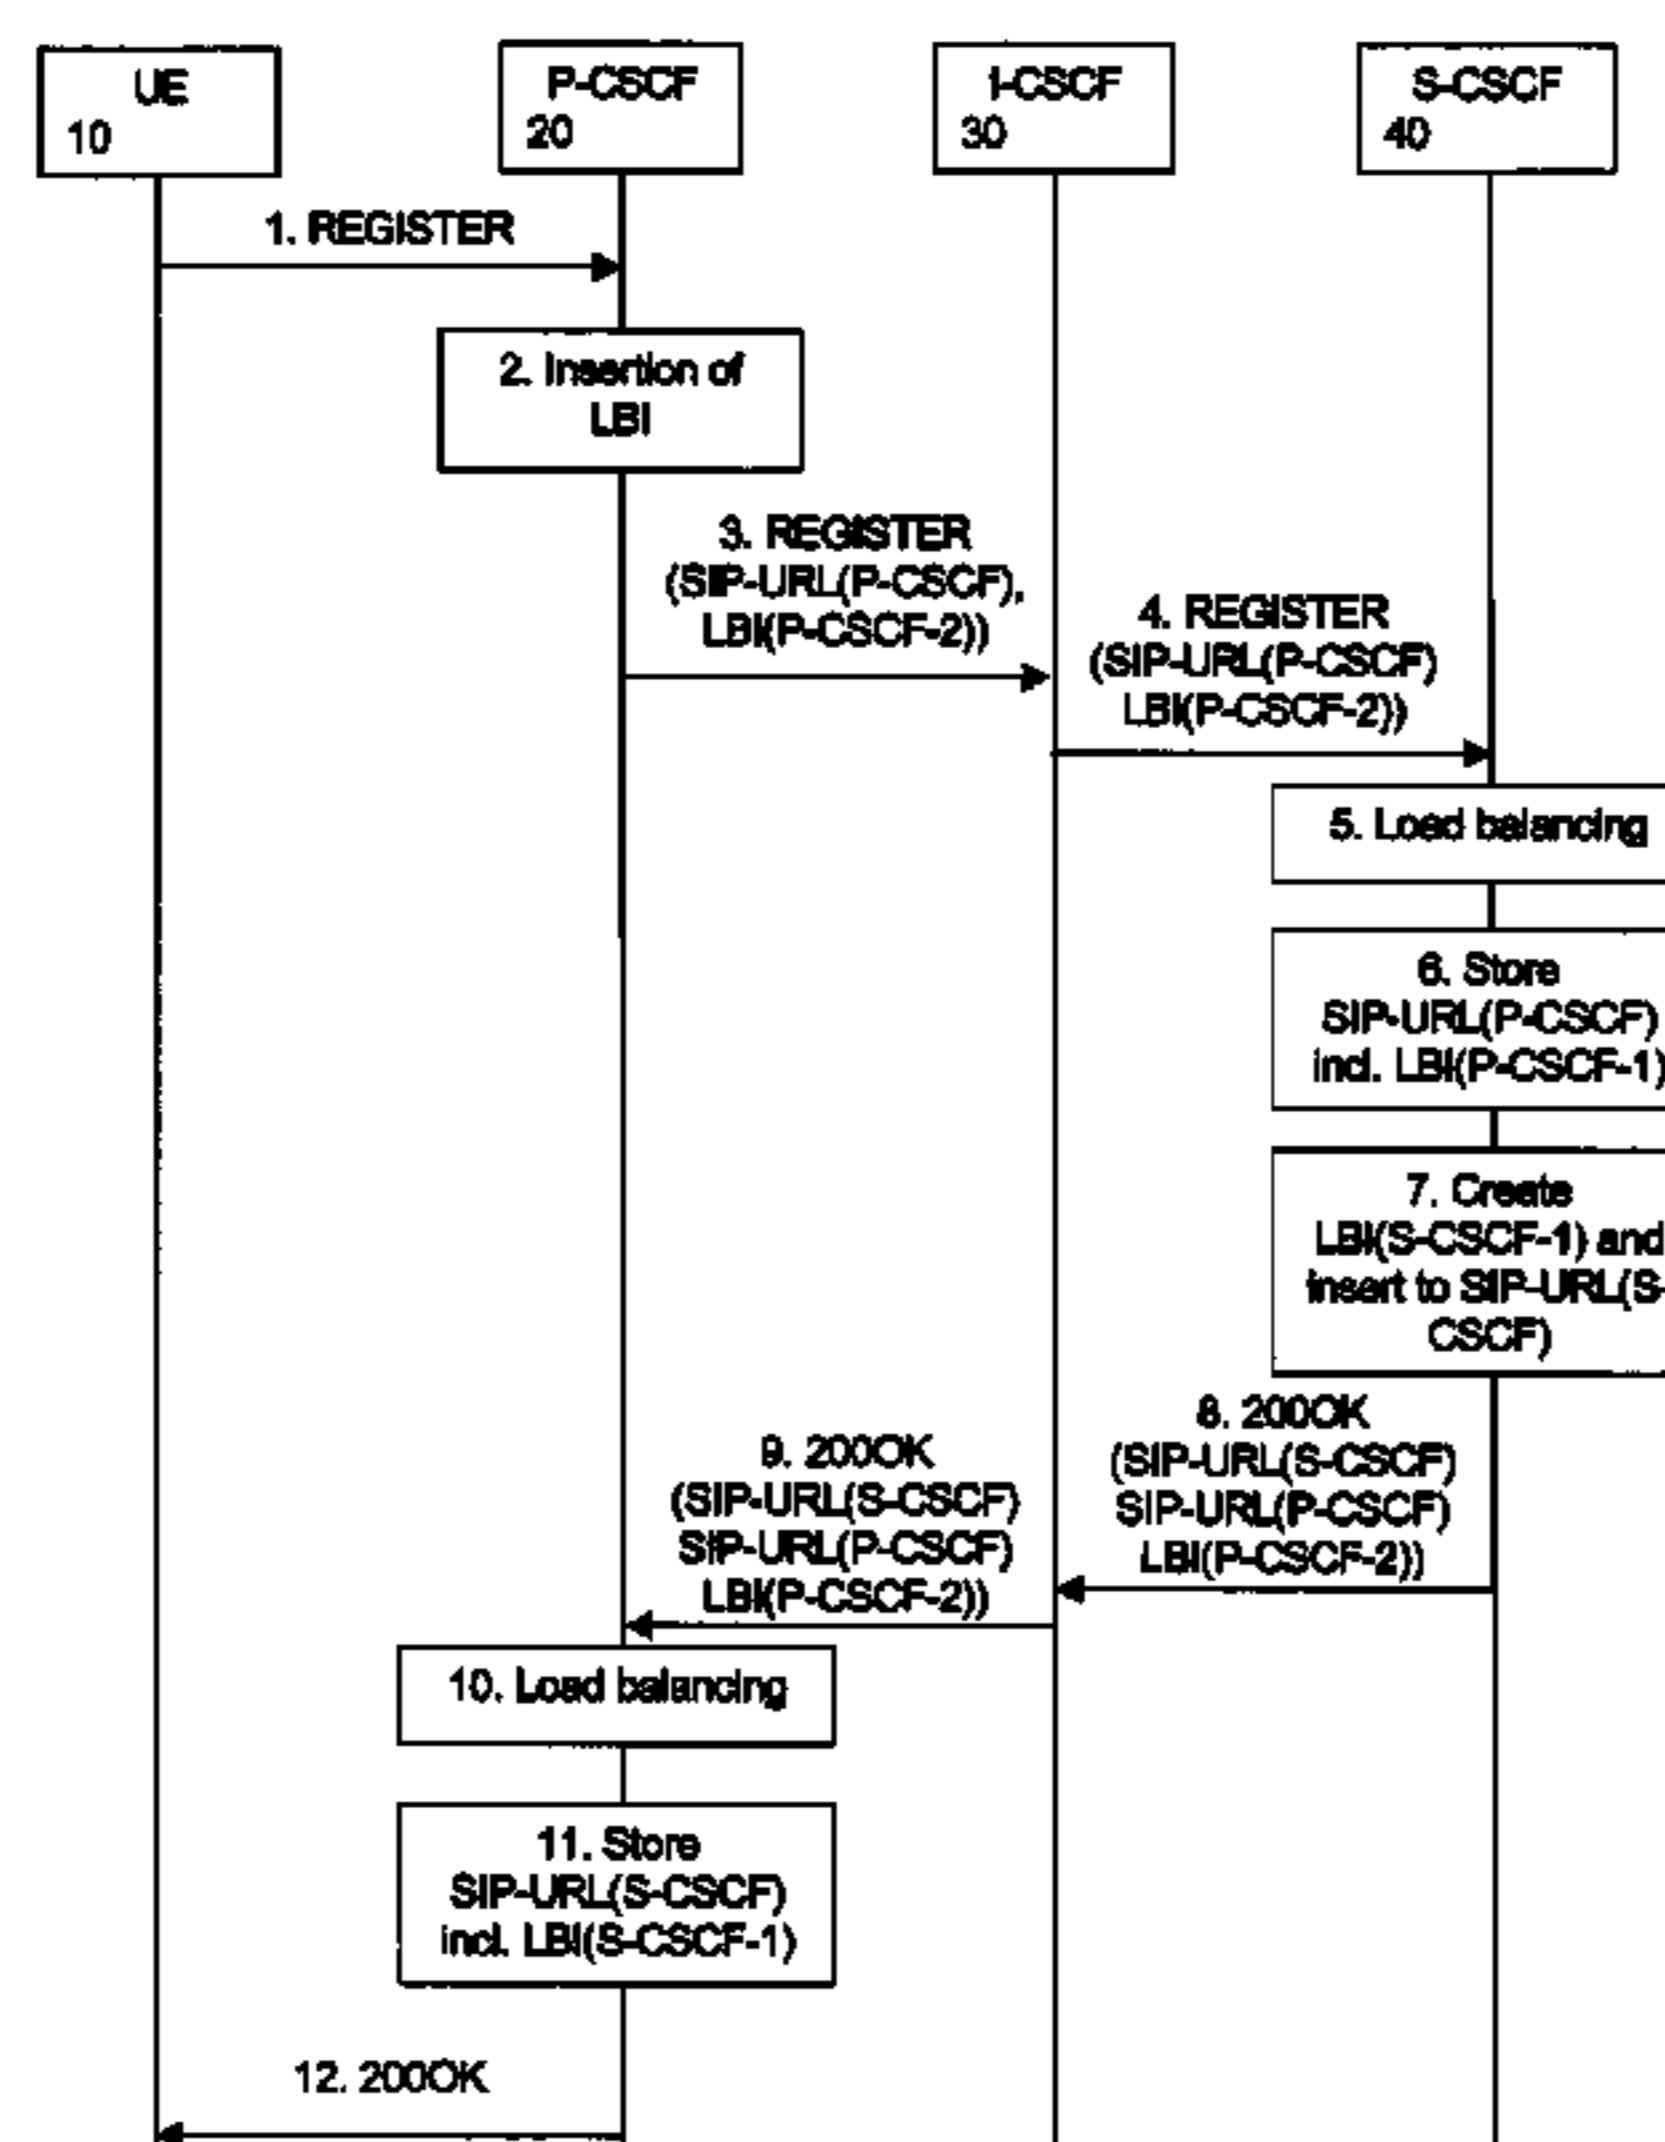 UE
10
P-CSCF
20
I-CSCF
30
S-CSCF
40
1. REGISTER
2. Insertion of
LBI
3. REGISTER
(SIP-URL(P-CSCF),
LBI(P-CSCF-2))
4. REGISTER
(SIP-URL(P-CSCF)
LBI(P-CSCF-2))
5. Load balancing
6. Store
SIP-URL(P-CSCF)
incl. LBI(P-CSCF-1)
7. Create
LBI(S-CSCF-1) and
insert to SIP-URL(S-
CSCF)
8. 200OK
(SIP-URL(S-CSCF)
SIP-URL(P-CSCF)
LBI(P-CSCF-2))
9. 200OK
(SIP-URL(S-CSCF)
SIP-URL(P-CSCF)
LBI(P-CSCF-2))
10. Load balancing
11. Store
SIP-URL(S-CSCF)
incl. LBI(S-CSCF-1)
12. 200OK